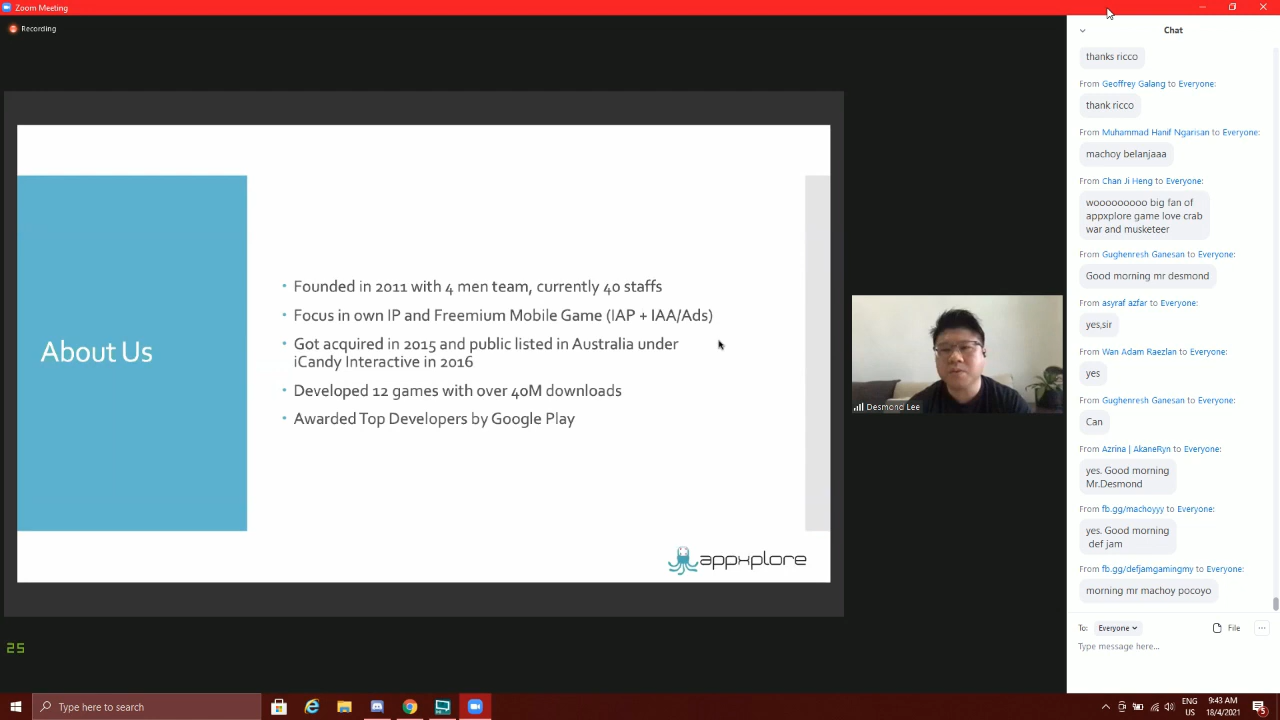 Zoom Meeting
Recording
About Us
• Founded in 2011 with 4 men team, currently 40 staffs
• Focus in own IP and Freemium Mobile Game (IAP + IAA/Ads)
• Got acquired in 2015 and public listed in Australia under
iCandy Interactive in 2016
• Developed 12 games with over 40M downloads
• Awarded Top Developers by Google Play
appxplore
Desmond Lee
25
Chat
thanks ricco
From Geoffrey Galang to Everyone:
thank ricco
From Muhammad Hanif Ngarisan to Everyone:
machoy belanjaaa
From Chan Ji Heng to Everyone:
wooooooooo big fan of
appxplore game love crab
war and musketeer
From Gughenresh Ganesan to Everyone:
Good morning mr desmond
From asyraf azfar to Everyone:
yes,sir
From Wan Adam Raezlan to Everyone:
yes
From Gughenresh Ganesan to Everyone:
Can
From Azrina | AkaneRyn to Everyone:
yes. Good morning
Mr.Desmond
From fb.gg/machoyyy to Everyone:
yes. Good morning
def jam
From fb.gg/defjamgamingmy to Everyone:
morning mr machoy pocoyo
To: Everyone
File
Type message here...
Type here to search
ENG
US
9:43 AM
18/4/2021
5